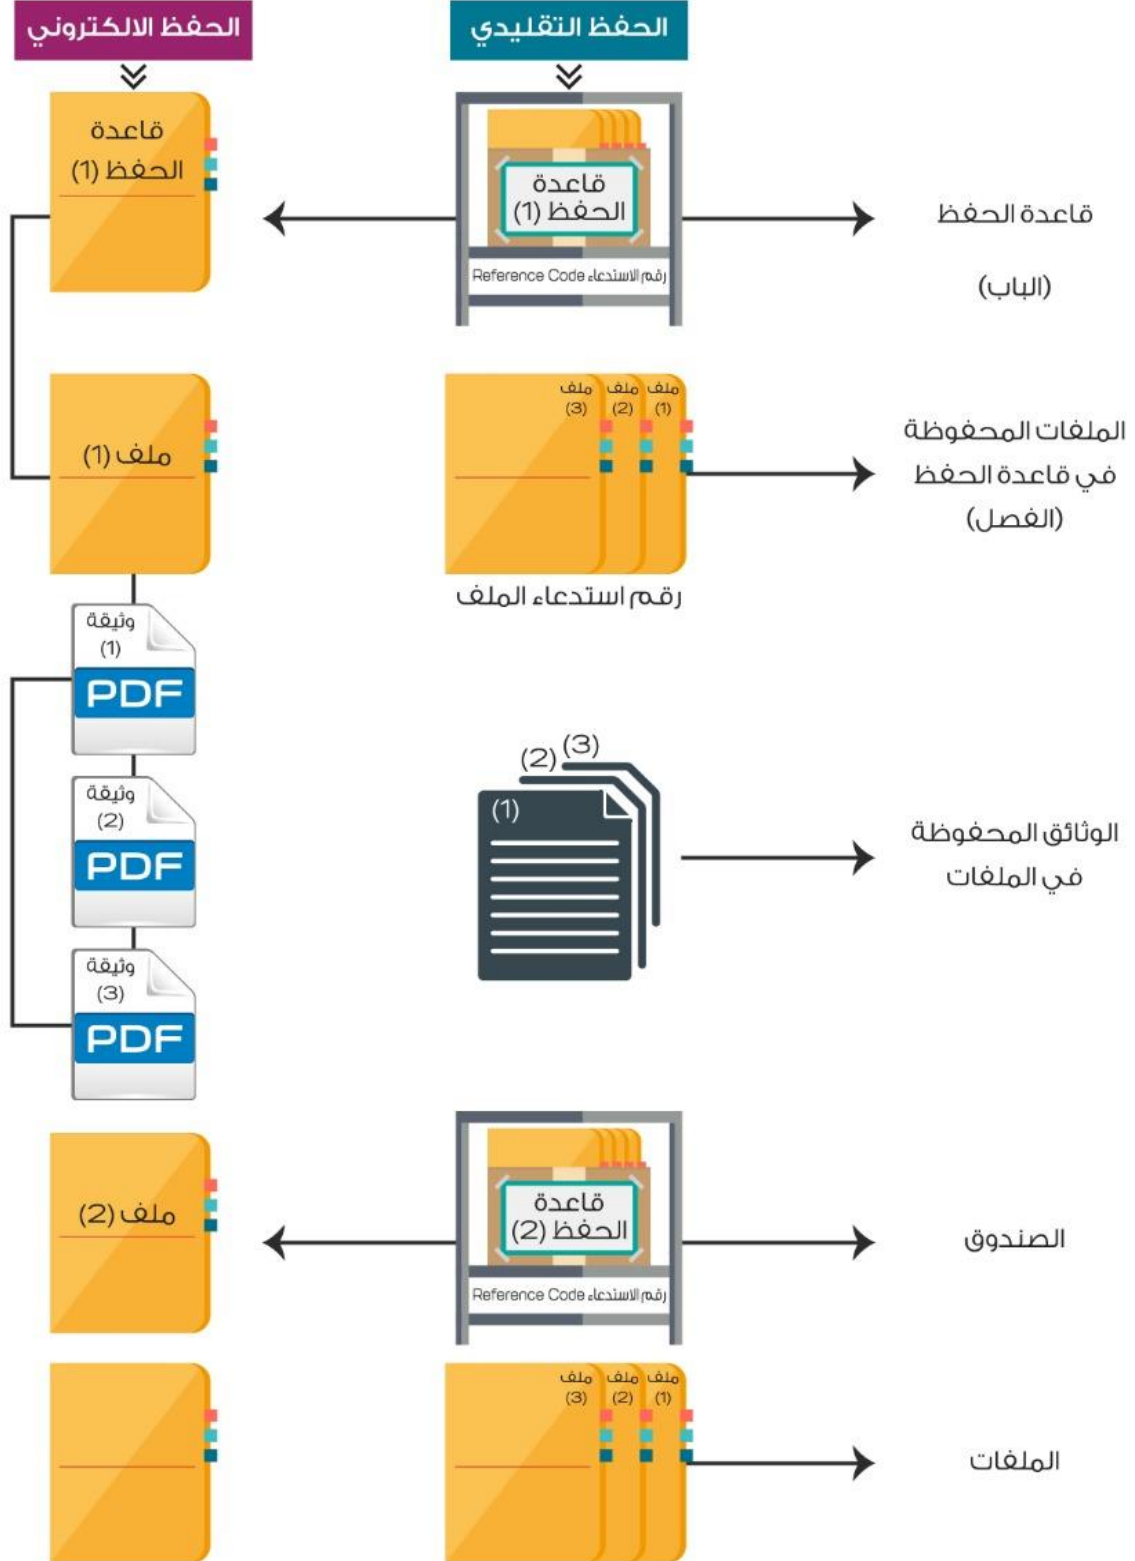 الحفظ التقليدي
الحفظ الالكتروني
قاعدة الحفظ
(الباب)
قاعدة
الحفظ (1)
رقم الاستدعاء Reference Code
قاعدة
الحفظ (1)
الملفات المحفوظة
في قاعدة الحفظ
(الفصل)
ملف ملف ملف
(1) (2) (3)
رقم استدعاء الملف
ملف (1)
وثيقة
(1)
PDF
وثيقة
(2)
PDF
وثيقة
(3)
PDF
الوثائق المحفوظة
في الملفات
(3)
(2)
(1)
الصندوق
قاعدة
الحفظ (2)
رقم الاستدعاء Reference Code
ملف (2)
الملفات
ملف ملف ملف
(1) (2) (3)